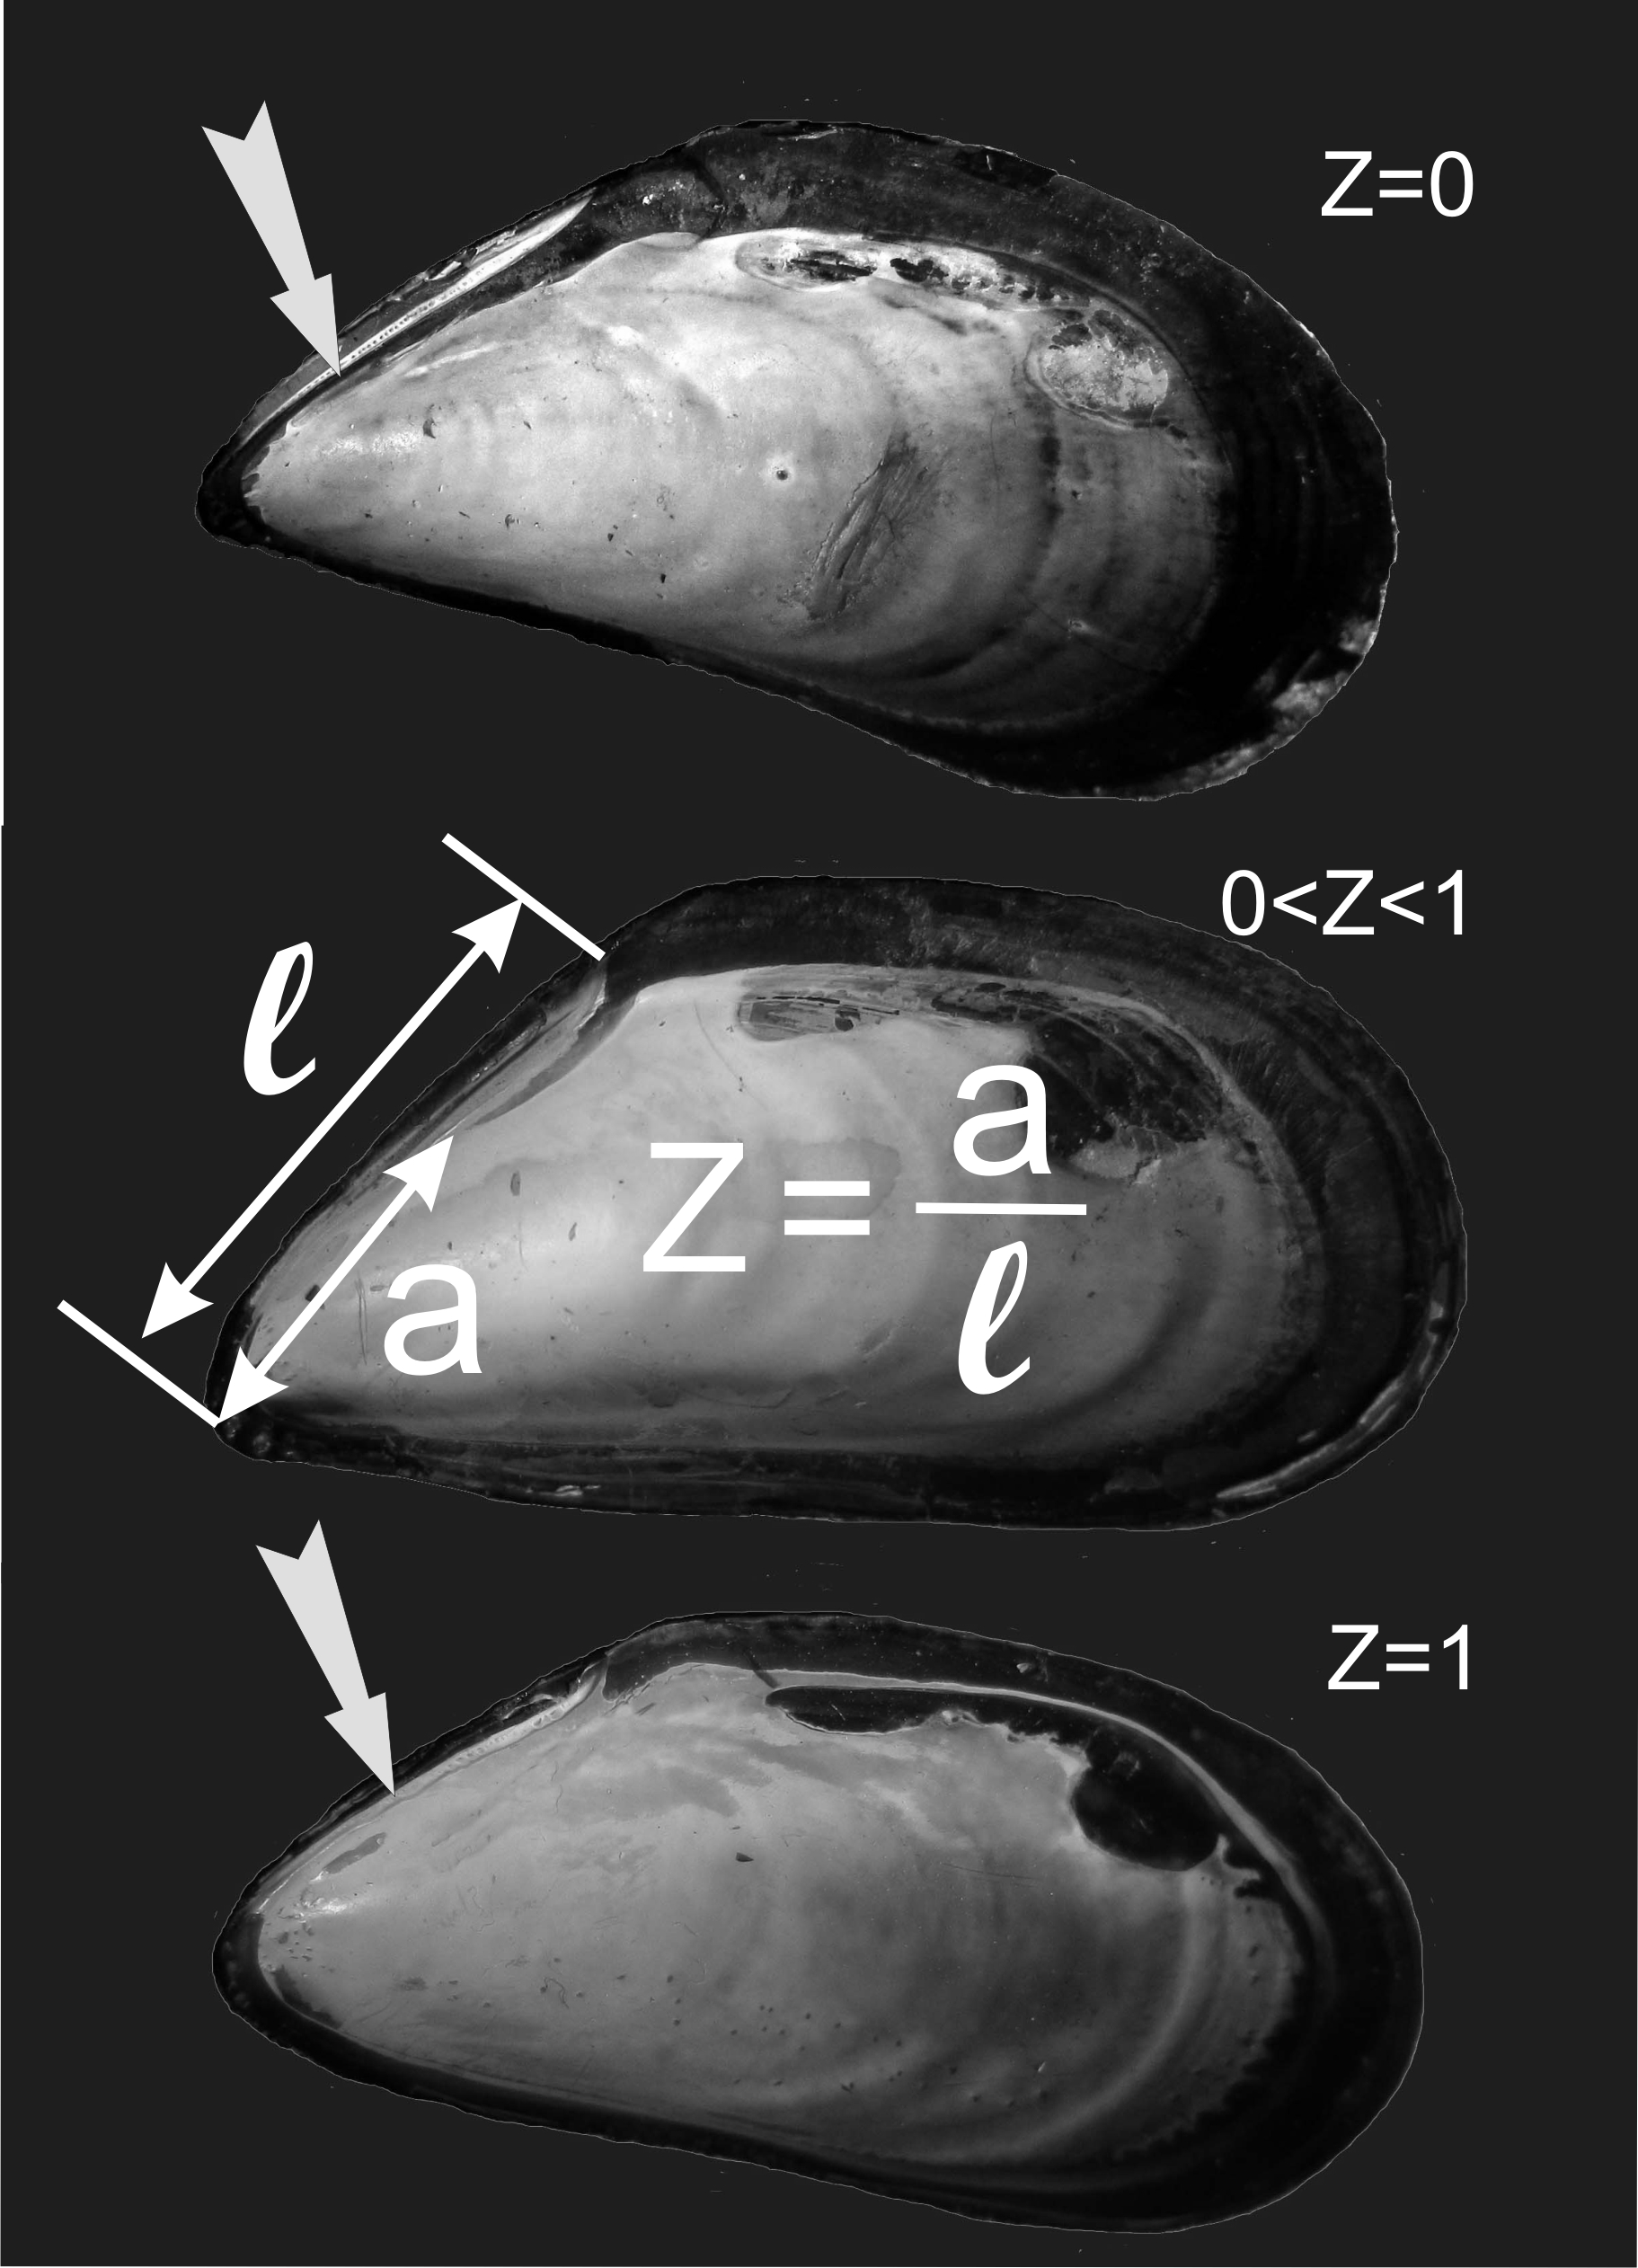 Z=0
0<Z<1
ℓ
a
Z = a/ℓ
Z=1